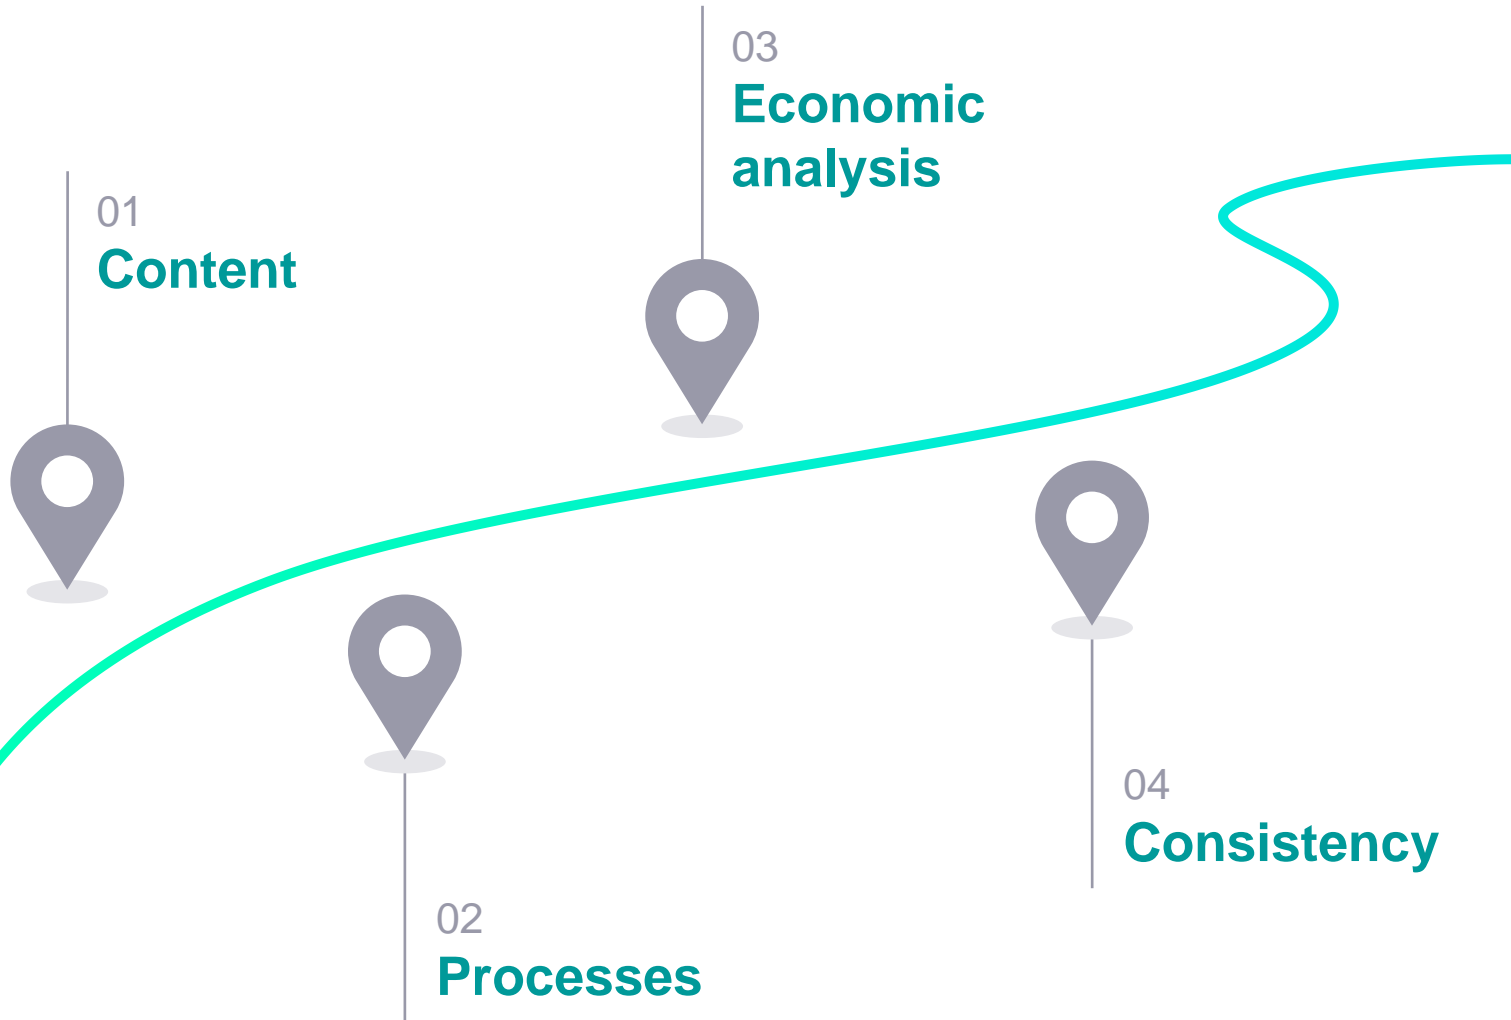 01
Content
02
Processes
03
Economic
analysis
04
Consistency